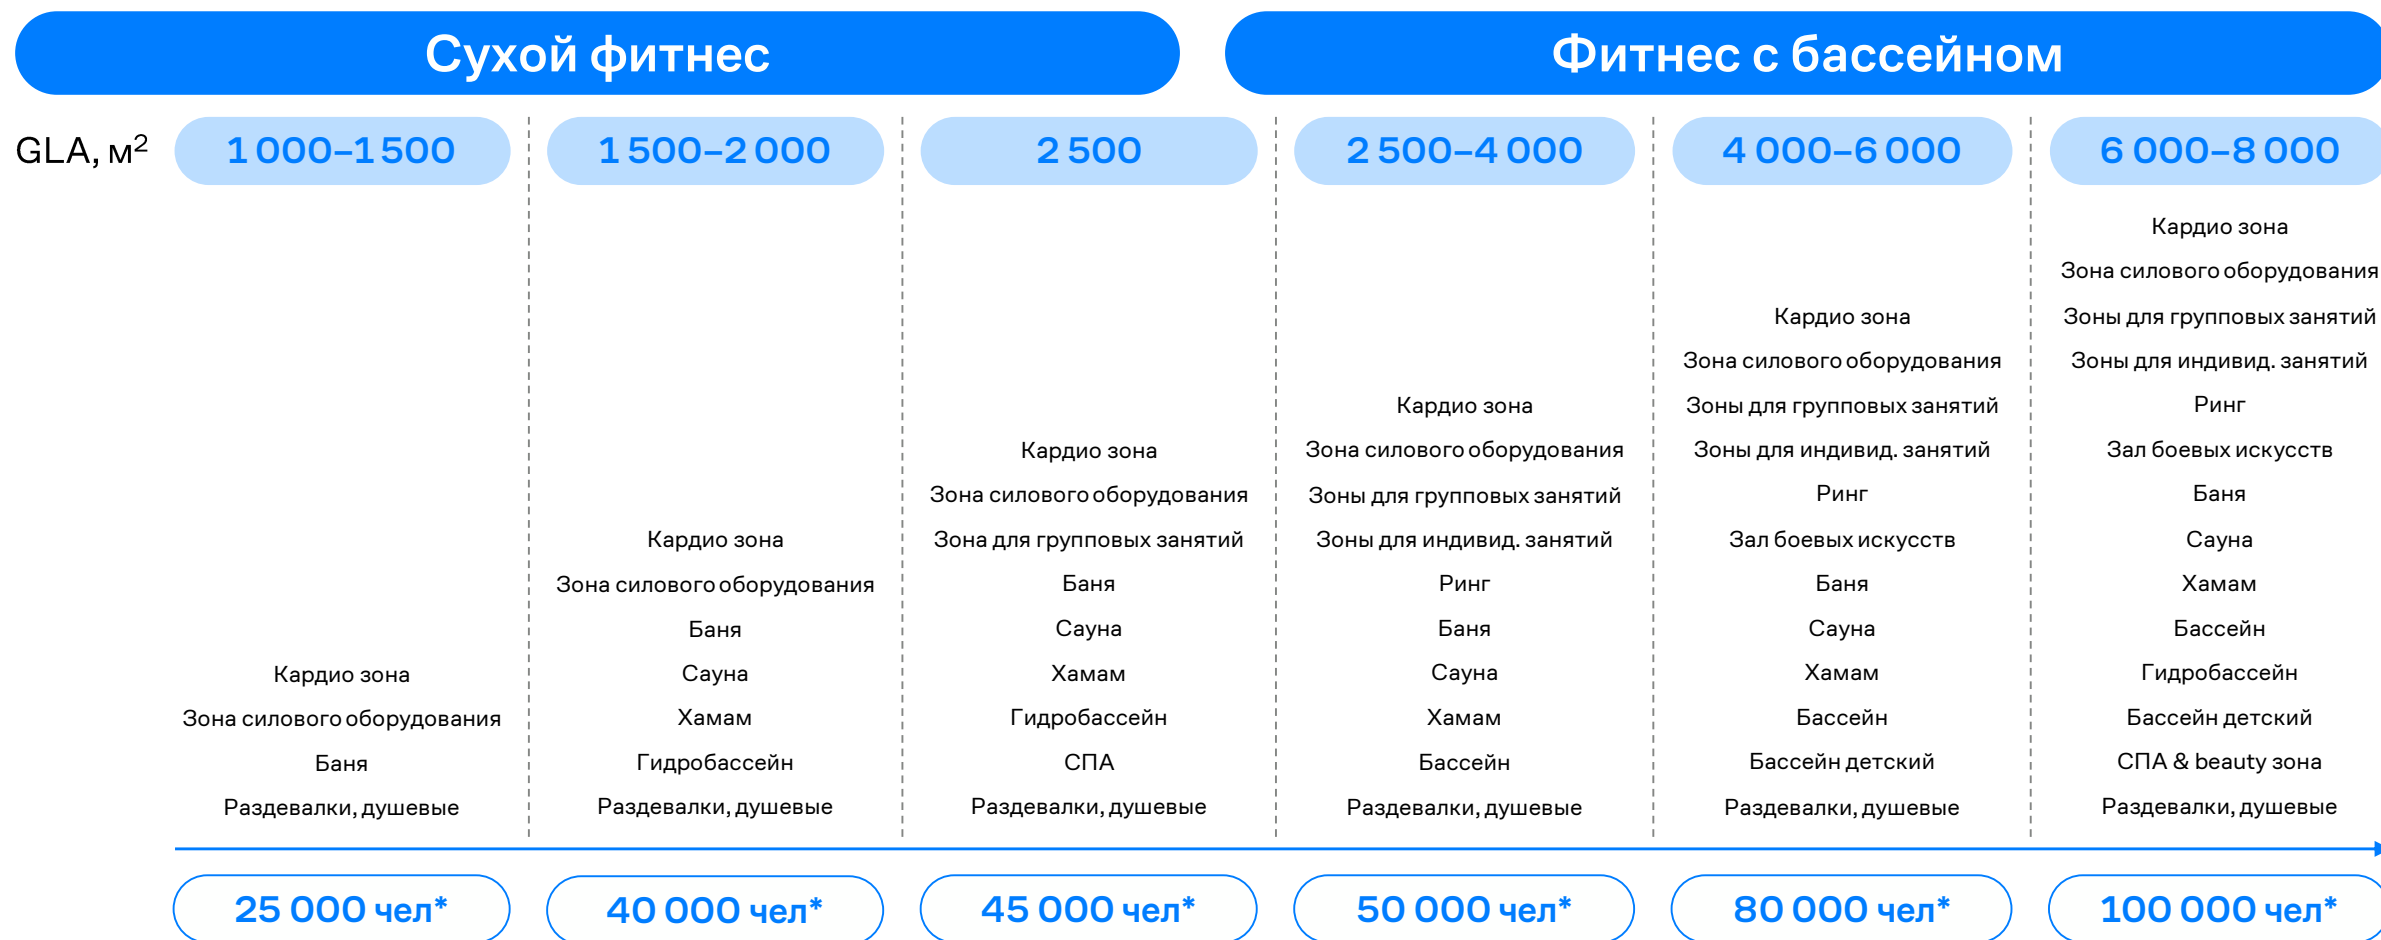 Сухой фитнес
Фитнес с бассейном
GLA, м²
1 000–1 500
1 500–2 000
2 500
2 500–4 000
4 000–6 000
6 000–8 000
Кардио зона
Зона силового оборудования
Баня
Раздевалки, душевые
Кардио зона
Зона силового оборудования
Баня
Сауна
Хамам
Гидробассейн
Раздевалки, душевые
Кардио зона
Зона силового оборудования
Зона для групповых занятий
Баня
Сауна
Хамам
Гидробассейн
СПА
Раздевалки, душевые
Кардио зона
Зона силового оборудования
Зоны для групповых занятий
Зоны для индивид. занятий
Ринг
Баня
Сауна
Хамам
Бассейн
Раздевалки, душевые
Кардио зона
Зона силового оборудования
Зоны для групповых занятий
Зоны для индивид. занятий
Ринг
Зал боевых искусств
Баня
Сауна
Хамам
Бассейн
Бассейн детский
Раздевалки, душевые
Кардио зона
Зона силового оборудования
Зоны для групповых занятий
Зоны для индивид. занятий
Ринг
Зал боевых искусств
Баня
Сауна
Хамам
Бассейн
Гидробассейн
Бассейн детский
СПА & beauty зона
Раздевалки, душевые
25 000 чел*
40 000 чел*
45 000 чел*
50 000 чел*
80 000 чел*
100 000 чел*